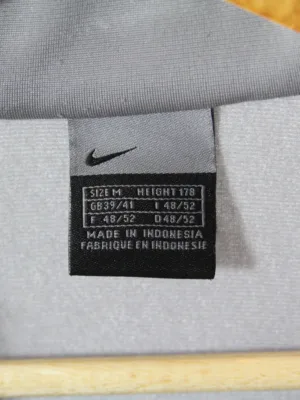 SIZE M HEIGHT 178
GB39/41 I 48/52
F 48/52 D 48/52
MADE IN INDONESIA
FABRIQUE EN INDONESIE